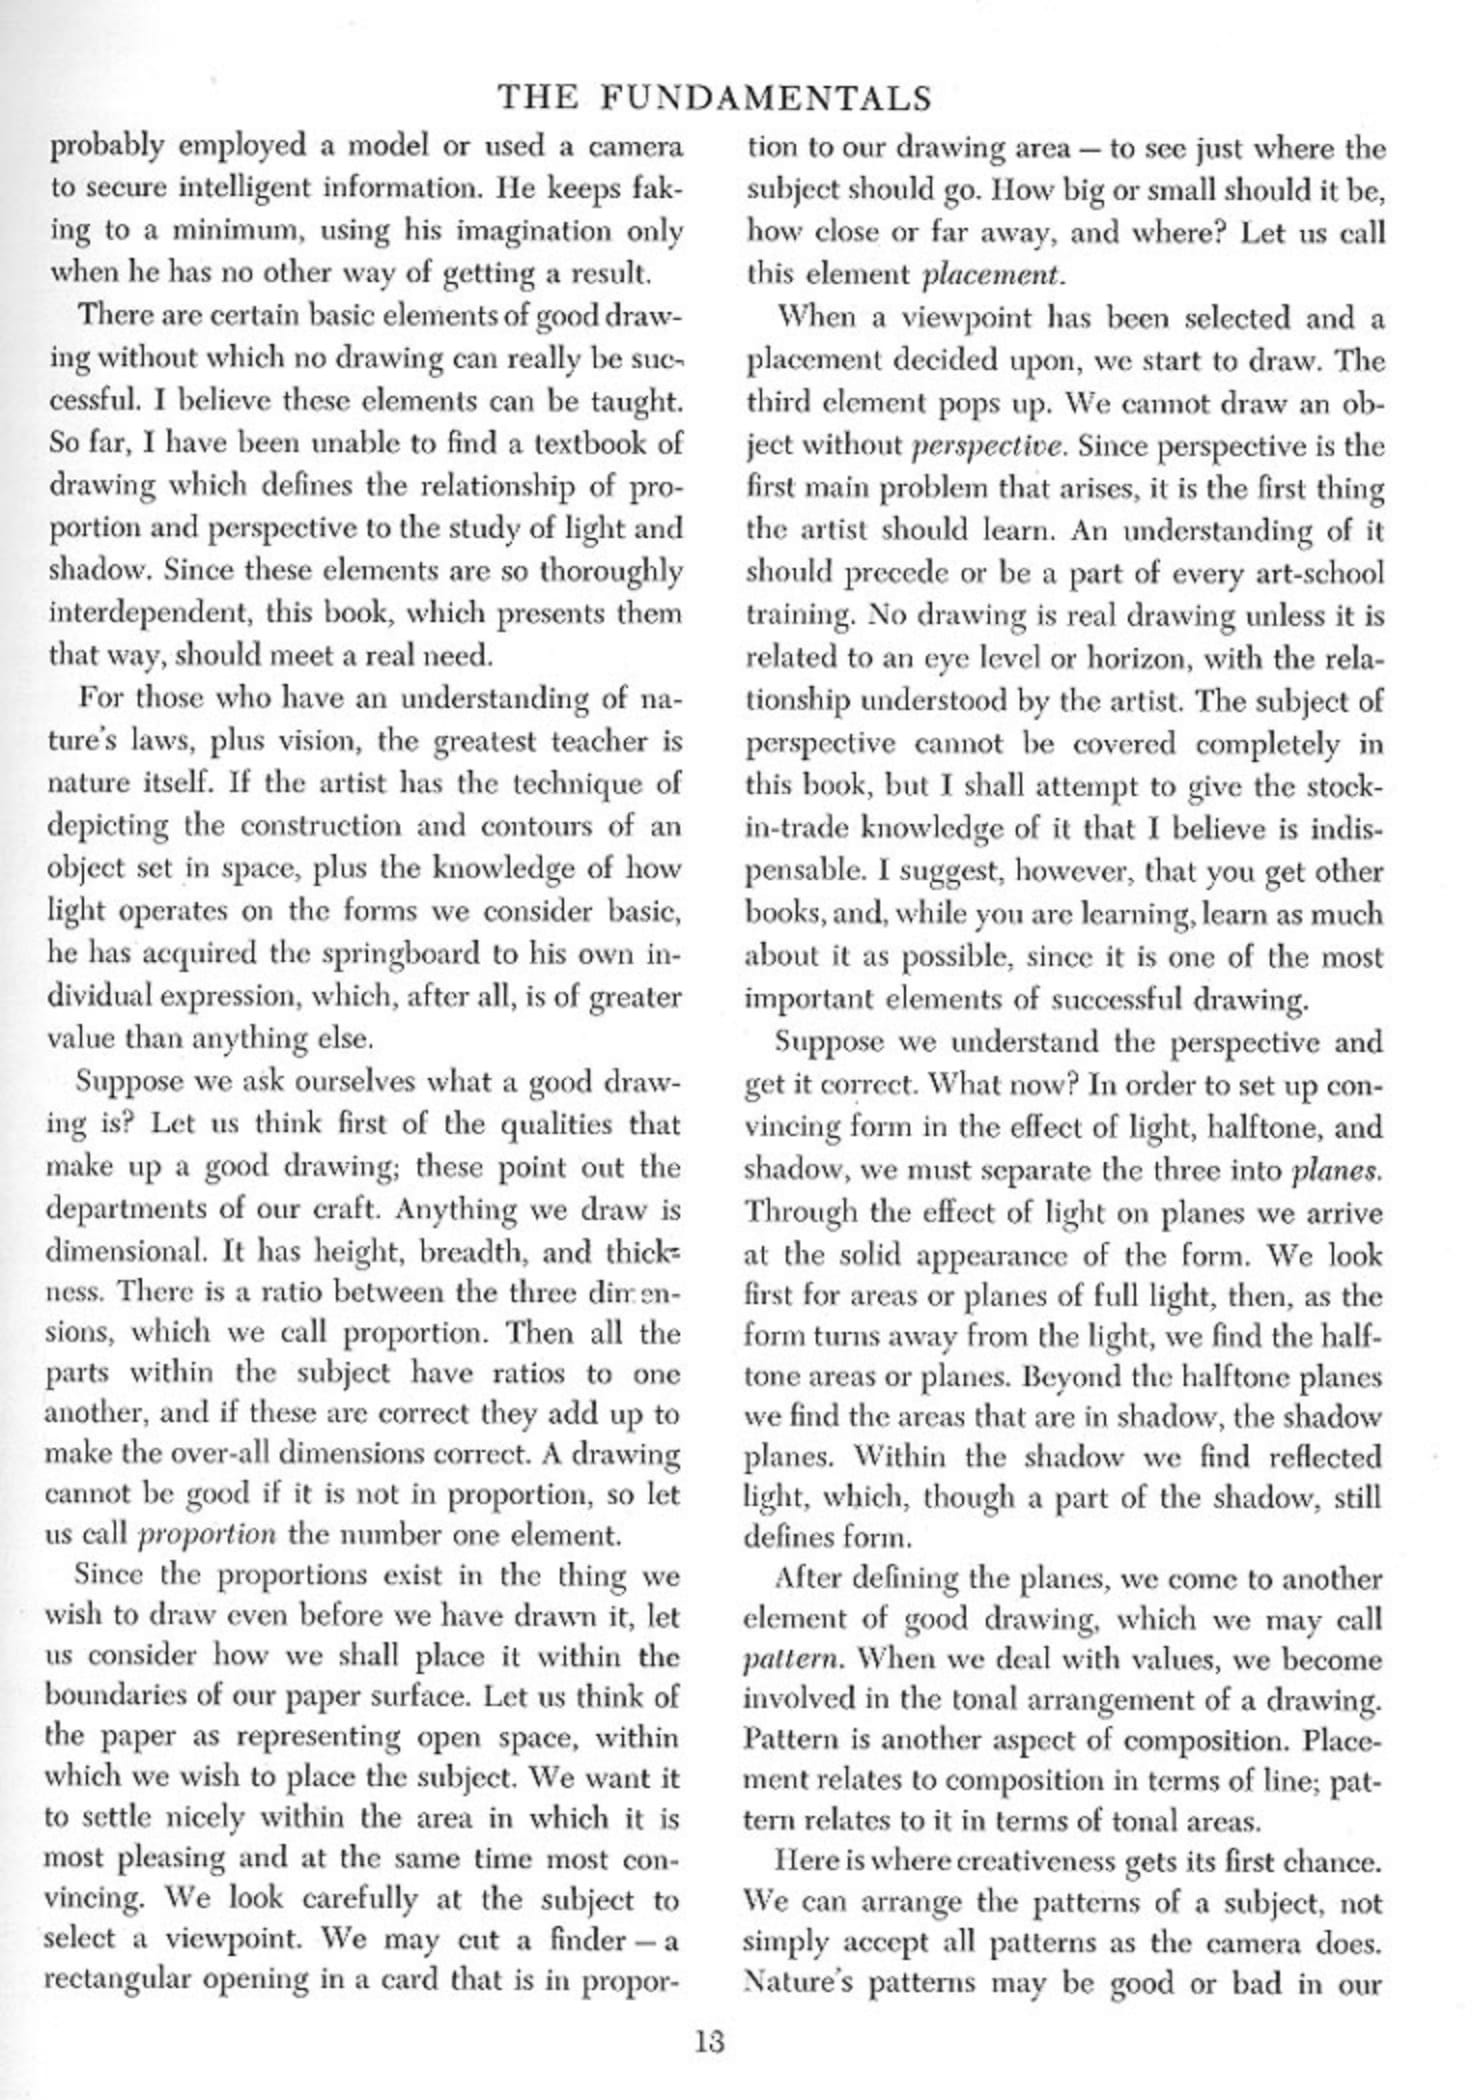 THE FUNDAMENTALS
probably employed a model or used a camera
to secure intelligent information. He keeps fak-
ing to a minimum, using his imagination only
when he has no other way of getting a result.
There are certain basic elements of good draw-
ing without which no drawing can really be suc-
cessful. I believe these elements can be taught.
So far, I have been unable to find a textbook of
drawing which defines the relationship of pro-
portion and perspective to the study of light and
shadow. Since these elements are so thoroughly
interdependent, this book, which presents them
that way, should meet a real need.
For those who have an understanding of na-
ture's laws, plus vision, the greatest teacher is
nature itself. If the artist has the technique of
depicting the construction and contours of an
object set in space, plus the knowledge of how
light operates on the forms we consider basic,
he has acquired the springboard to his own in-
dividual expression, which, after all, is of greater
value than anything else.
Suppose we ask ourselves what a good draw-
ing is? Let us think first of the qualities that
make up a good drawing; these point out the
departments of our craft. Anything we draw is
dimensional. It has height, breadth, and thick-
ness. There is a ratio between the three dimen-
sions, which we call proportion. Then all the
parts within the subject have ratios to one
another, and if these are correct they add up to
make the over-all dimensions correct. A drawing
cannot be good if it is not in proportion, so let
us call proportion the number one element.
Since the proportions exist in the thing we
wish to draw even before we have drawn it, let
us consider how we shall place it within the
boundaries of our paper surface. Let us think of
the paper as representing open space, within
which we wish to place the subject. We want it
to settle nicely within the area in which it is
most pleasing and at the same time most con-
vincing. We look carefully at the subject to
select a viewpoint. We may cut a finder — a
rectangular opening in a card that is in propor-
tion to our drawing area — to see just where the
subject should go. How big or small should it be,
how close or far away, and where? Let us call
this element placement.
When a viewpoint has been selected and a
placement decided upon, we start to draw. The
third element pops up. We cannot draw an ob-
ject without perspective. Since perspective is the
first main problem that arises, it is the first thing
the artist should learn. An understanding of it
should precede or be a part of every art-school
training. No drawing is real drawing unless it is
related to an eye level or horizon, with the rela-
tionship understood by the artist. The subject of
perspective cannot be covered completely in
this book, but I shall attempt to give the stock-
in-trade knowledge of it that I believe is indis-
pensable. I suggest, however, that you get other
books, and, while you are learning, learn as much
about it as possible, since it is one of the most
important elements of successful drawing.
Suppose we understand the perspective and
get it correct. What now? In order to set up con-
vincing form in the effect of light, halftone, and
shadow, we must separate the three into planes.
Through the effect of light on planes we arrive
at the solid appearance of the form. We look
first for areas or planes of full light, then, as the
form turns away from the light, we find the half-
tone areas or planes. Beyond the halftone planes
we find the areas that are in shadow, the shadow
planes. Within the shadow we find reflected
light, which, though a part of the shadow, still
defines form.
After defining the planes, we come to another
element of good drawing, which we may call
pattern. When we deal with values, we become
involved in the tonal arrangement of a drawing.
Pattern is another aspect of composition. Place-
ment relates to composition in terms of line; pat-
tern relates to it in terms of tonal areas.
Here is where creativeness gets its first chance.
We can arrange the patterns of a subject, not
simply accept all patterns as the camera does.
Nature's patterns may be good or bad in our
13